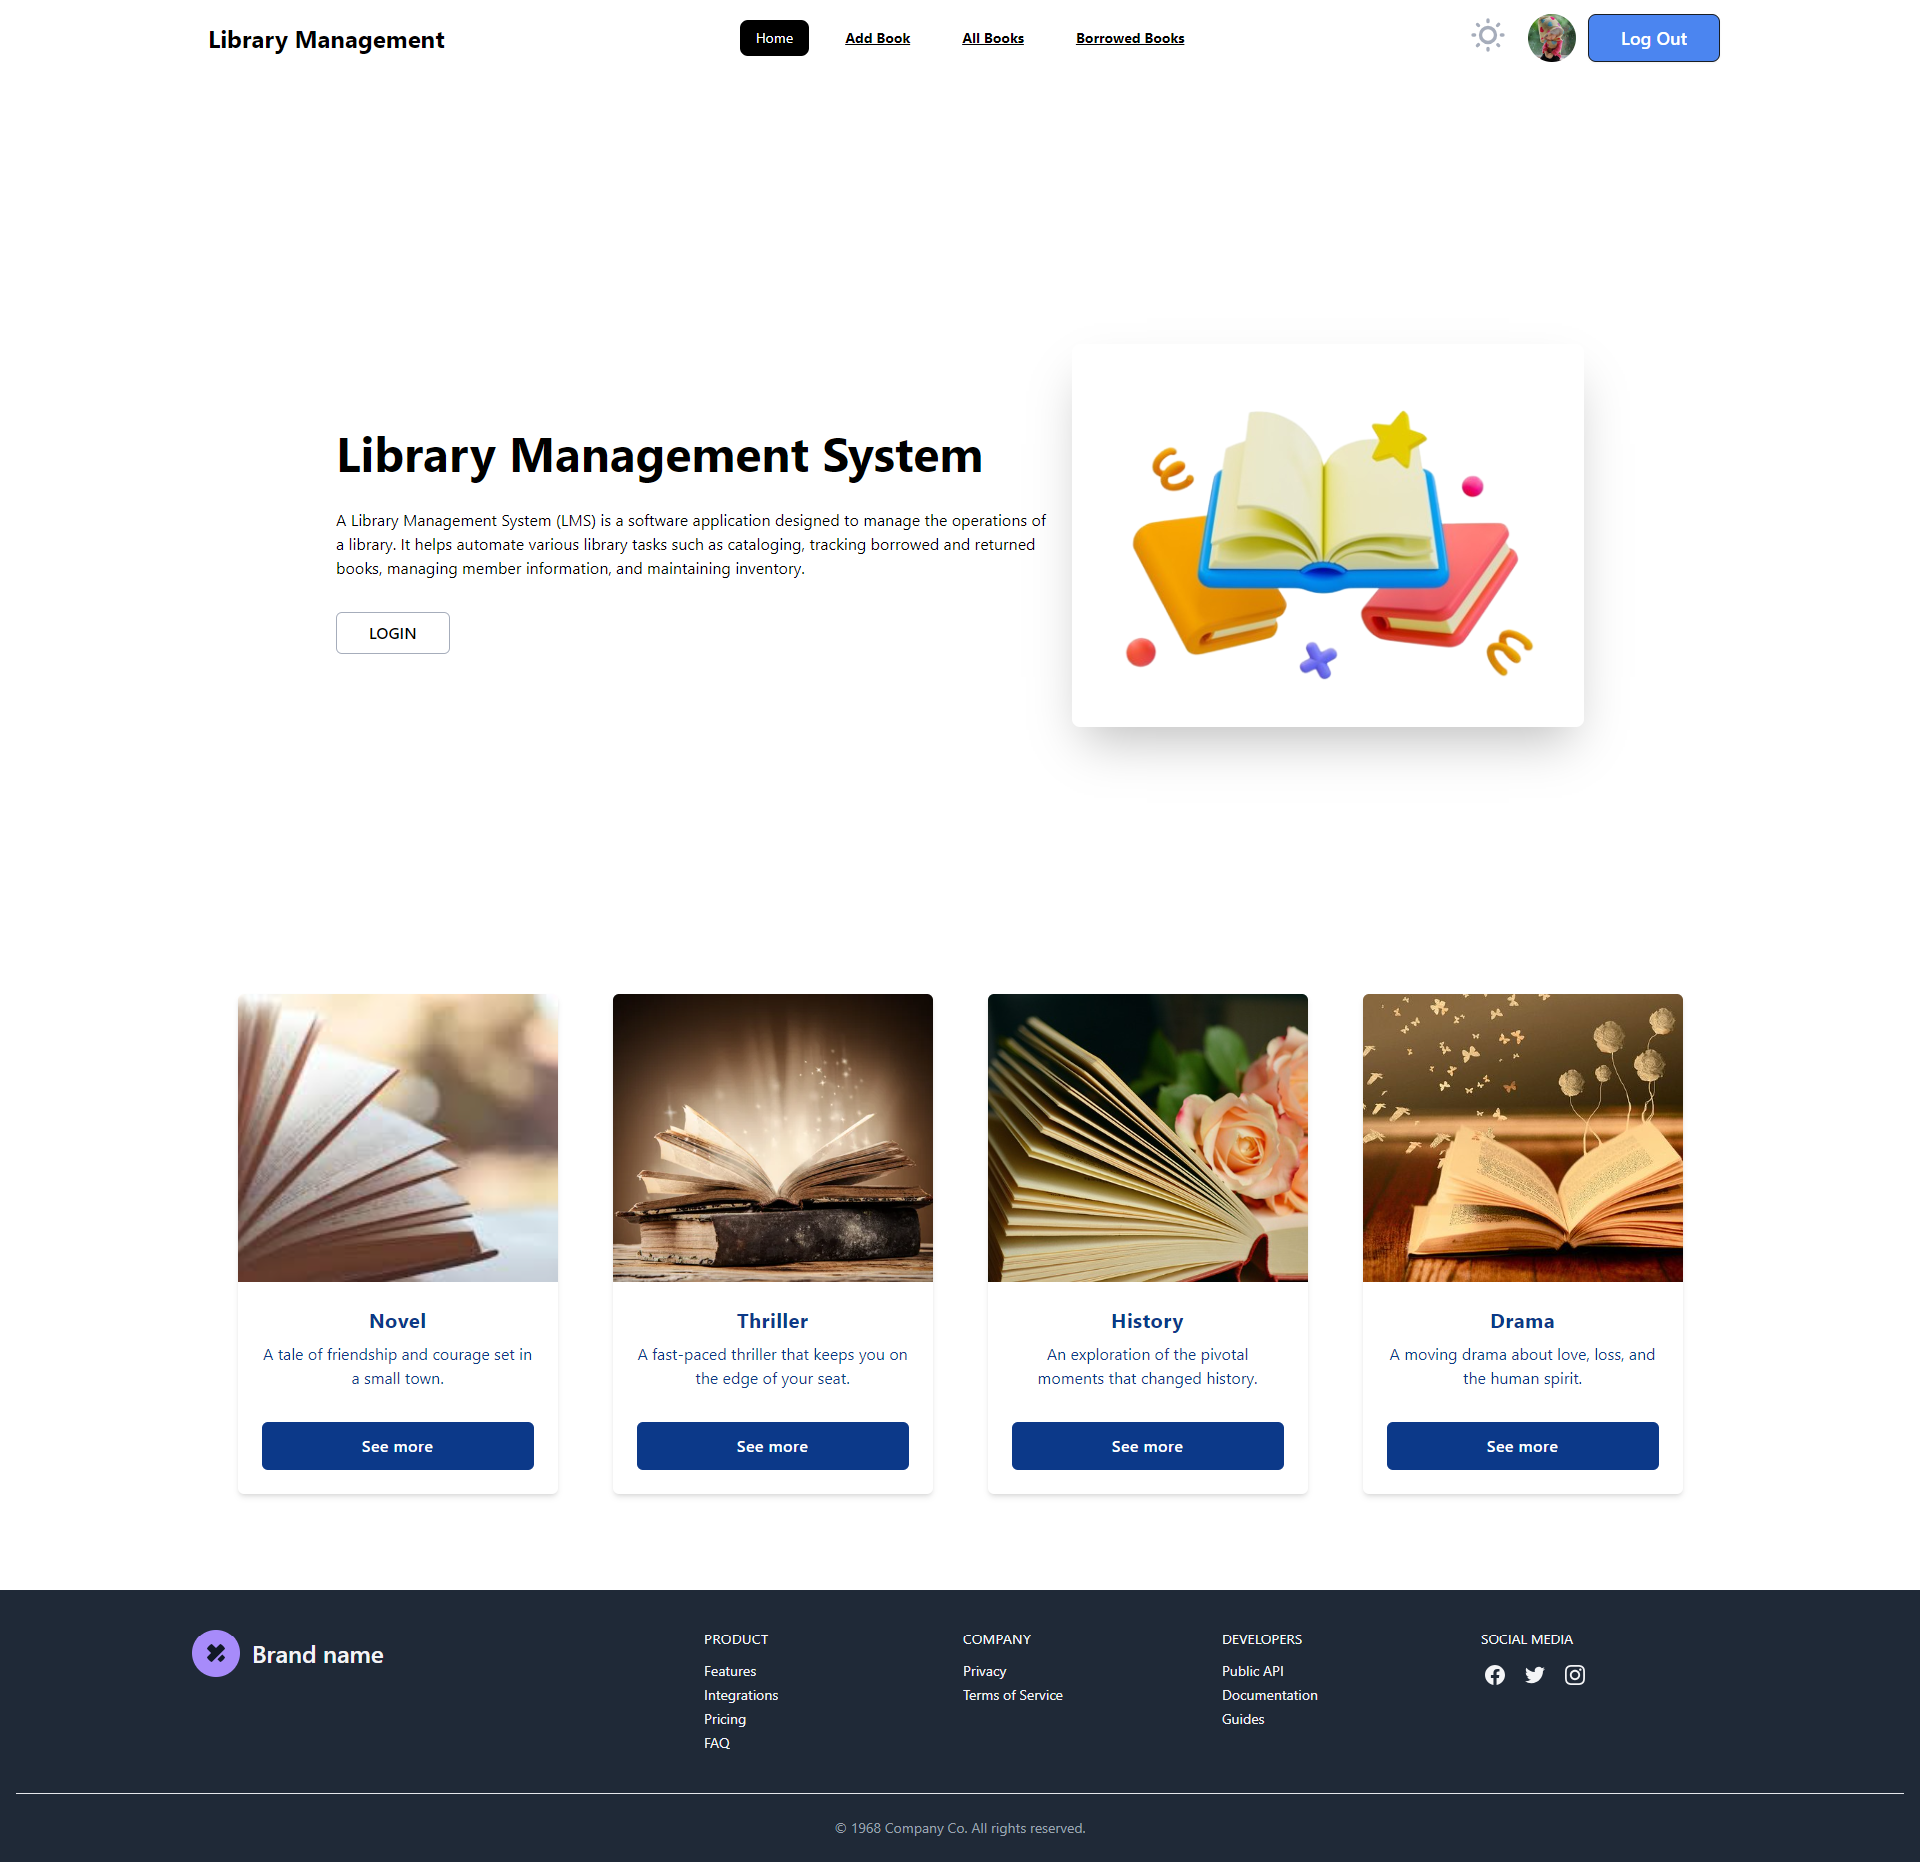 Library Management
Home
Add Book
All Books
Borrowed Books
Log Out
Library Management System
A Library Management System (LMS) is a software application designed to manage the operations of
a library. It helps automate various library tasks such as cataloging, tracking borrowed and returned
books, managing member information, and maintaining inventory.
LOGIN
Novel
A tale of friendship and courage set in
a small town.
See more
Thriller
A fast-paced thriller that keeps you on
the edge of your seat.
See more
History
An exploration of the pivotal
moments that changed history.
See more
Drama
A moving drama about love, loss, and
the human spirit.
See more
Brand name
PRODUCT
Features
Integrations
Pricing
FAQ
COMPANY
Privacy
Terms of Service
DEVELOPERS
Public API
Documentation
Guides
SOCIAL MEDIA
© 1968 Company Co. All rights reserved.